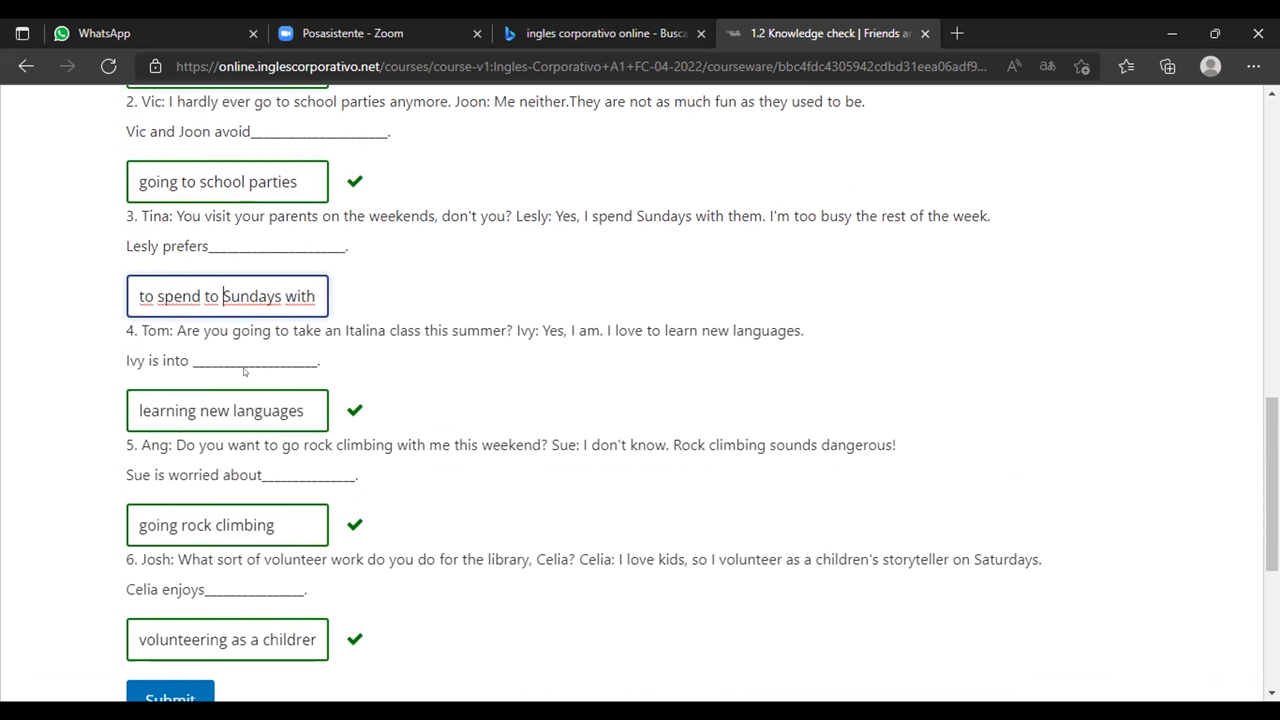 WhatsApp
Posasistente - Zoom
ingles corporativo online - Busca
1.2 Knowledge check | Friends a
https://online.inglescorporativo.net/courses/course-v1:Ingles-Corporativo+A1+FC-04-2022/courseware/bbc4fdc4305942cdbd31eea06adf9...
2. Vic: I hardly ever go to school parties anymore. Joon: Me neither.They are not as much fun as they used to be.
Vic and Joon avoid______________________.
going to school parties
3. Tina: You visit your parents on the weekends, don't you? Lesly: Yes, I spend Sundays with them. I'm too busy the rest of the week.
Lesly prefers______________________.
to spend to Sundays with
4. Tom: Are you going to take an Italina class this summer? Ivy: Yes, I am. I love to learn new languages.
Ivy is into ____________________.
learning new languages
5. Ang: Do you want to go rock climbing with me this weekend? Sue: I don't know. Rock climbing sounds dangerous!
Sue is worried about_______________.
going rock climbing
6. Josh: What sort of volunteer work do you do for the library, Celia? Celia: I love kids, so I volunteer as a children's storyteller on Saturdays.
Celia enjoys________________.
volunteering as a childrer
Submit